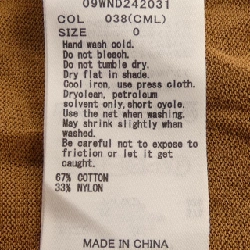 09WND242031
COL 038(CML)
SIZE 0
Hand wash cold.
Do not bleach.
Do not tumble dry.
Dry flat in shade.
Cool iron, use press cloth.
Dryclean, petroleum
solvent only, short cycle.
Use the net when washing.
May shrink slightly when
washed.
Be careful not to expose to
friction or let it get
caught.
67% COTTON
33% NYLON
MADE IN CHINA